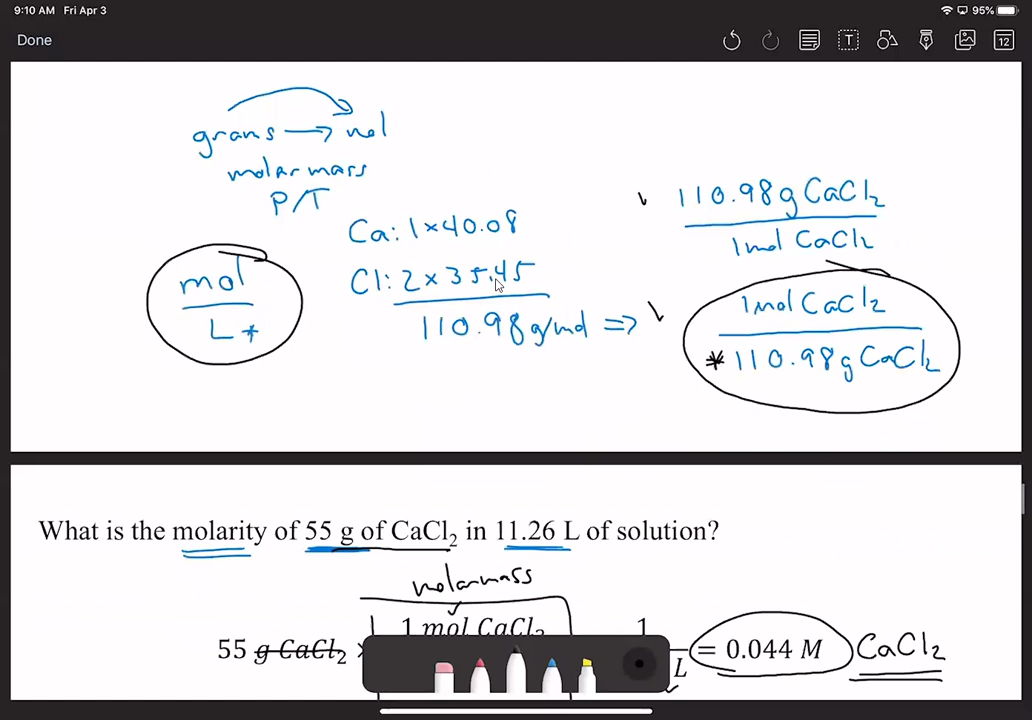 9:10 AM Fri Apr 3
95%
Done
T
12
grams → mol
molar mass
P/T
Ca: 1×40.08
Cl: 2×35.45
110.98 g/mol ⇒
mol
L *
110.98 g CaCl₂
1 mol CaCl₂
1 mol CaCl₂
* 110.98 g CaCl₂
What is the molarity of 55 g of CaCl₂ in 11.26 L of solution?
molar mass
1 mol CaCl₂
1
55 g CaCl₂ ×
L
= 0.044 M
CaCl₂